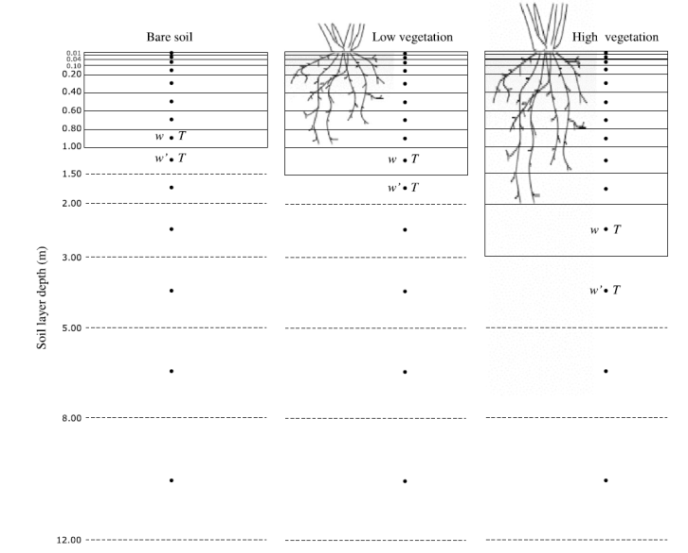 Bare soil
Low vegetation
High vegetation
Soil layer depth (m)
0.01
0.04
0.10
0.20
0.40
0.60
0.80
1.00
1.50
2.00
3.00
5.00
8.00
12.00
w • T
w' • T
w • T
w' • T
w • T
w' • T